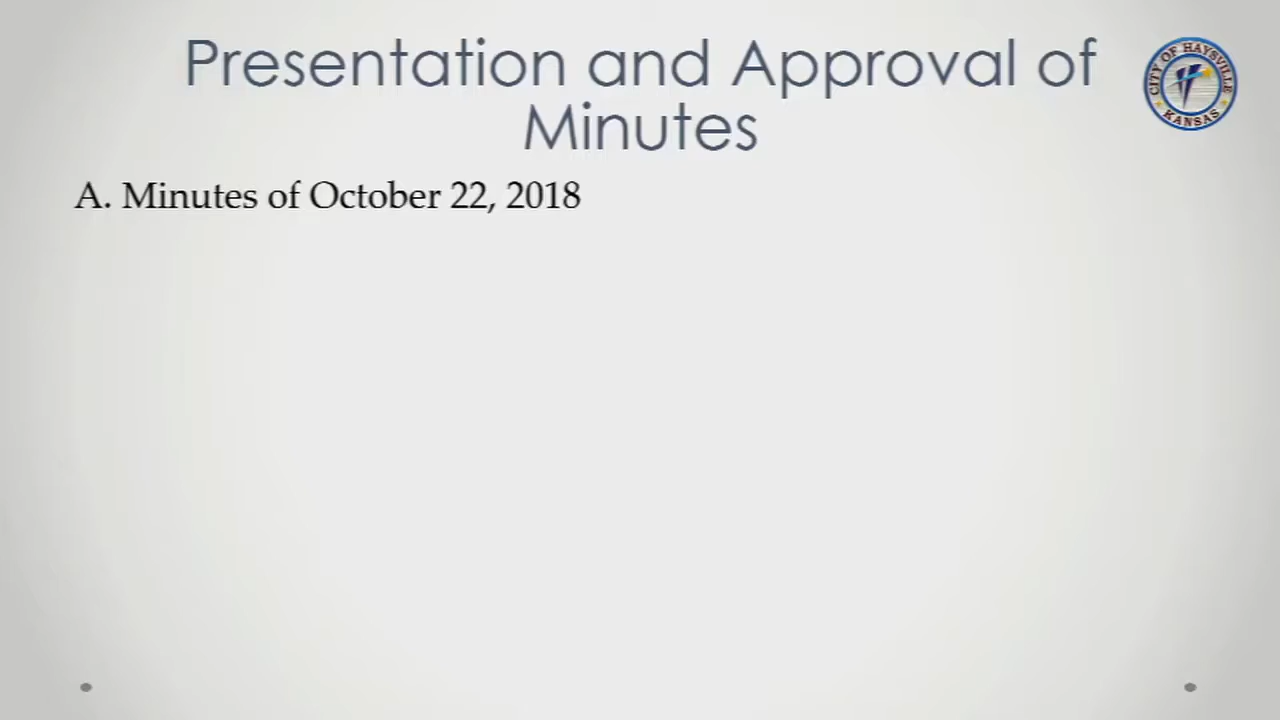 Presentation and Approval of
Minutes
CITY OF HAYSVILLE
KANSAS
A. Minutes of October 22, 2018